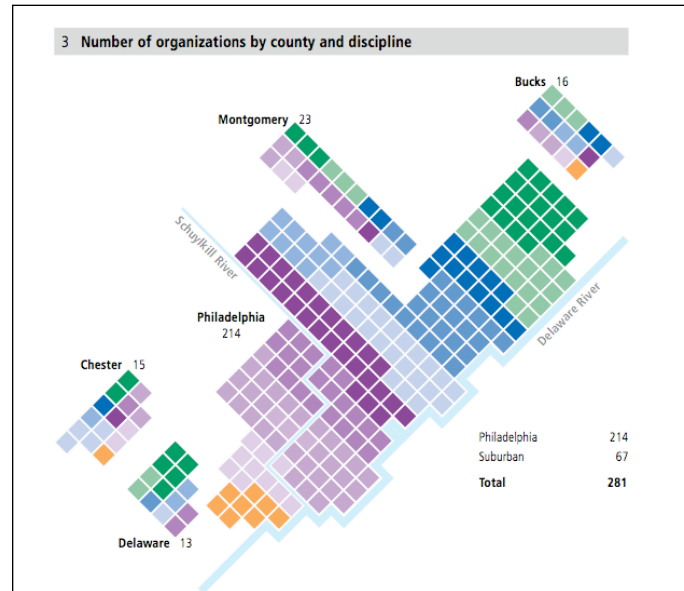 3 Number of organizations by county and discipline
Bucks 16
Montgomery 23
Schuylkill River
Philadelphia
214
Delaware River
Chester 15
Philadelphia 214
Suburban 67
Total 281
Delaware 13